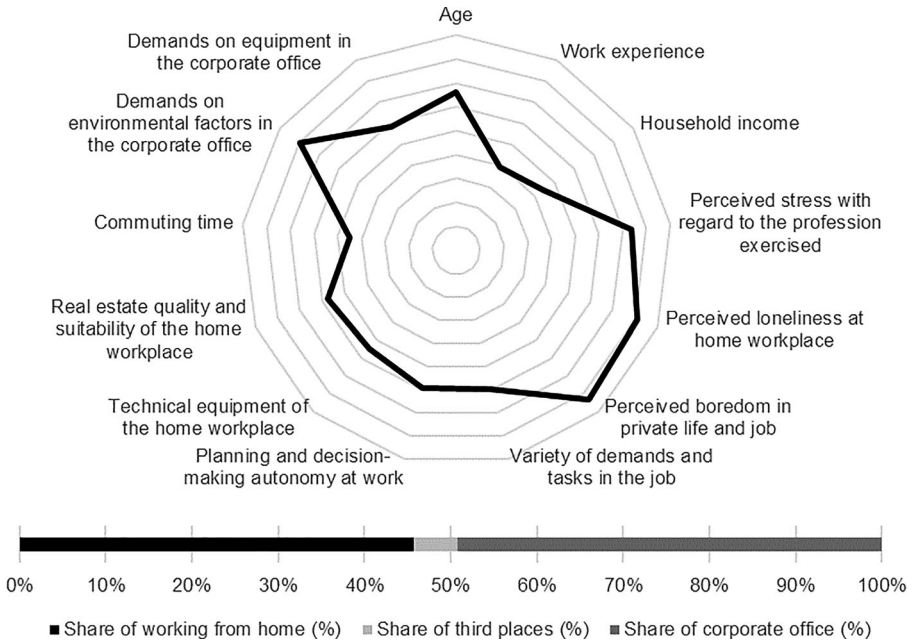 Age
Work experience
Household income
Perceived stress with
regard to the profession
exercised
Perceived loneliness at
home workplace
Perceived boredom in
private life and job
Variety of demands and
tasks in the job
Planning and decision-
making autonomy at work
Technical equipment of
the home workplace
Real estate quality and
suitability of the home
workplace
Commuting time
Demands on
environmental factors in
the corporate office
Demands on equipment in
the corporate office
0% 10% 20% 30% 40% 50% 60% 70% 80% 90% 100%
Share of working from home (%) Share of third places (%) Share of corporate office (%)